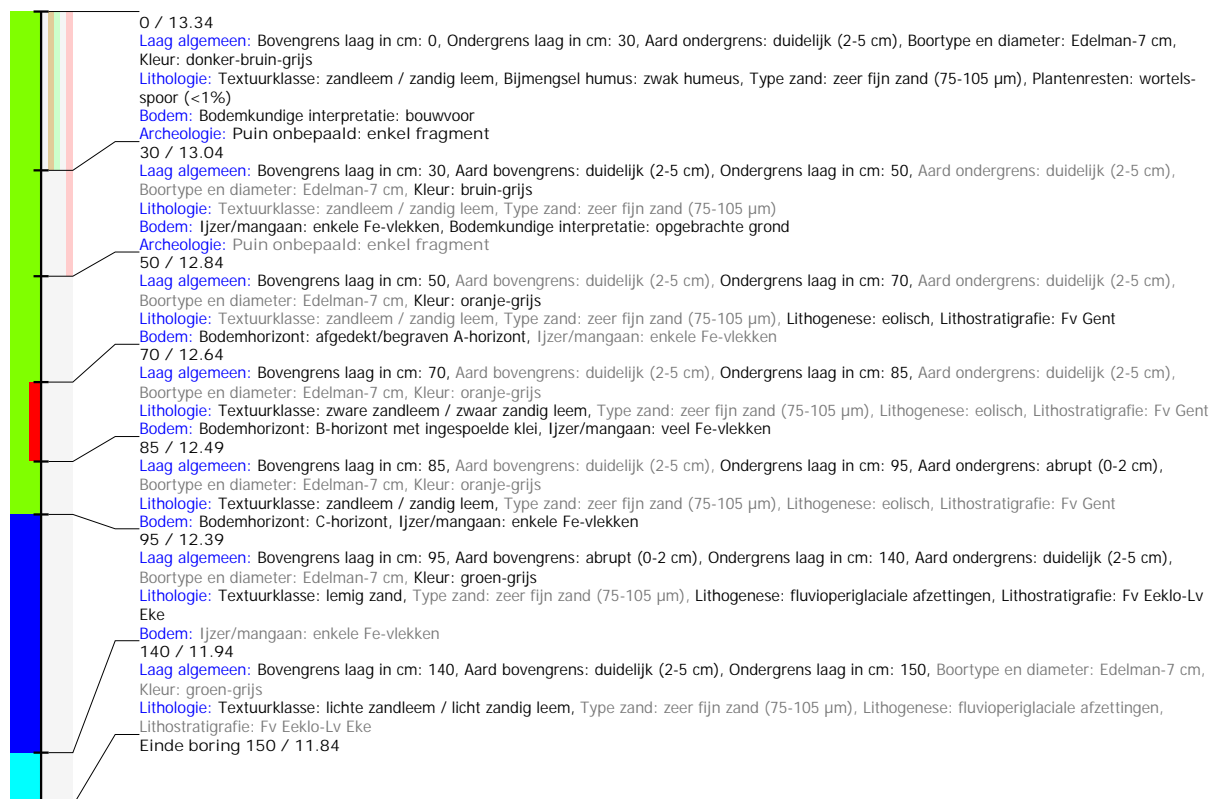 0 / 13.34
Laag algemeen: Bovengrens laag in cm: 0, Ondergrens laag in cm: 30, Aard ondergrens: duidelijk (2-5 cm), Boortype en diameter: Edelman-7 cm,
Kleur: donker-bruin-grijs
Lithologie: Textuurklasse: zandleem / zandig leem, Bijmengsel humus: zwak humeus, Type zand: zeer fijn zand (75-105 µm), Plantenresten: wortels-
spoor (<1%)
Bodem: Bodemkundige interpretatie: bouwvoor
Archeologie: Puin onbepaald: enkel fragment
30 / 13.04
Laag algemeen: Bovengrens laag in cm: 30, Aard bovengrens: duidelijk (2-5 cm), Ondergrens laag in cm: 50, Aard ondergrens: duidelijk (2-5 cm),
Boortype en diameter: Edelman-7 cm, Kleur: bruin-grijs
Lithologie: Textuurklasse: zandleem / zandig leem, Type zand: zeer fijn zand (75-105 µm)
Bodem: Ijzer/mangaan: enkele Fe-vlekken, Bodemkundige interpretatie: opgebrachte grond
Archeologie: Puin onbepaald: enkel fragment
50 / 12.84
Laag algemeen: Bovengrens laag in cm: 50, Aard bovengrens: duidelijk (2-5 cm), Ondergrens laag in cm: 70, Aard ondergrens: duidelijk (2-5 cm),
Boortype en diameter: Edelman-7 cm, Kleur: oranje-grijs
Lithologie: Textuurklasse: zandleem / zandig leem, Type zand: zeer fijn zand (75-105 µm), Lithogenese: eolisch, Lithostratigrafie: Fv Gent
Bodem: Bodemhorizont: afgedekt/begraven A-horizont, Ijzer/mangaan: enkele Fe-vlekken
70 / 12.64
Laag algemeen: Bovengrens laag in cm: 70, Aard bovengrens: duidelijk (2-5 cm), Ondergrens laag in cm: 85, Aard ondergrens: duidelijk (2-5 cm),
Boortype en diameter: Edelman-7 cm, Kleur: oranje-grijs
Lithologie: Textuurklasse: zware zandleem / zwaar zandig leem, Type zand: zeer fijn zand (75-105 µm), Lithogenese: eolisch, Lithostratigrafie: Fv Gent
Bodem: Bodemhorizont: B-horizont met ingespoelde klei, Ijzer/mangaan: veel Fe-vlekken
85 / 12.49
Laag algemeen: Bovengrens laag in cm: 85, Aard bovengrens: duidelijk (2-5 cm), Ondergrens laag in cm: 95, Aard ondergrens: abrupt (0-2 cm),
Boortype en diameter: Edelman-7 cm, Kleur: oranje-grijs
Lithologie: Textuurklasse: zandleem / zandig leem, Type zand: zeer fijn zand (75-105 µm), Lithogenese: eolisch, Lithostratigrafie: Fv Gent
Bodem: Bodemhorizont: C-horizont, Ijzer/mangaan: enkele Fe-vlekken
95 / 12.39
Laag algemeen: Bovengrens laag in cm: 95, Aard bovengrens: abrupt (0-2 cm), Ondergrens laag in cm: 140, Aard ondergrens: duidelijk (2-5 cm),
Boortype en diameter: Edelman-7 cm, Kleur: groen-grijs
Lithologie: Textuurklasse: lemig zand, Type zand: zeer fijn zand (75-105 µm), Lithogenese: fluvioperiglaciale afzettingen, Lithostratigrafie: Fv Eeklo-Lv
Eke
Bodem: Ijzer/mangaan: enkele Fe-vlekken
140 / 11.94
Laag algemeen: Bovengrens laag in cm: 140, Aard bovengrens: duidelijk (2-5 cm), Ondergrens laag in cm: 150, Boortype en diameter: Edelman-7 cm,
Kleur: groen-grijs
Lithologie: Textuurklasse: lichte zandleem / licht zandig leem, Type zand: zeer fijn zand (75-105 µm), Lithogenese: fluvioperiglaciale afzettingen,
Lithostratigrafie: Fv Eeklo-Lv Eke
Einde boring 150 / 11.84